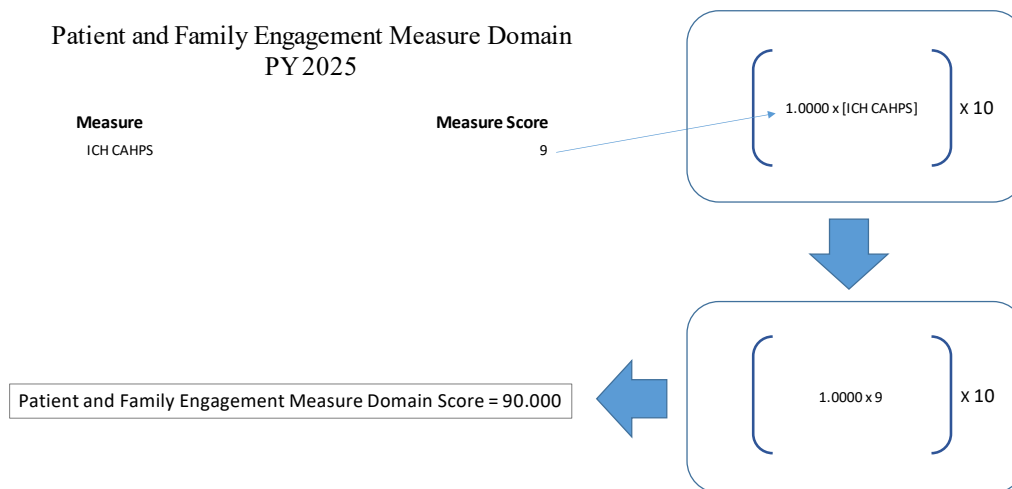 Patient and Family Engagement Measure Domain
PY 2025
Measure
Measure Score
ICH CAHPS
9
1.0000 x [ICH CAHPS]
x 10
1.0000 x 9
x 10
Patient and Family Engagement Measure Domain Score = 90.000